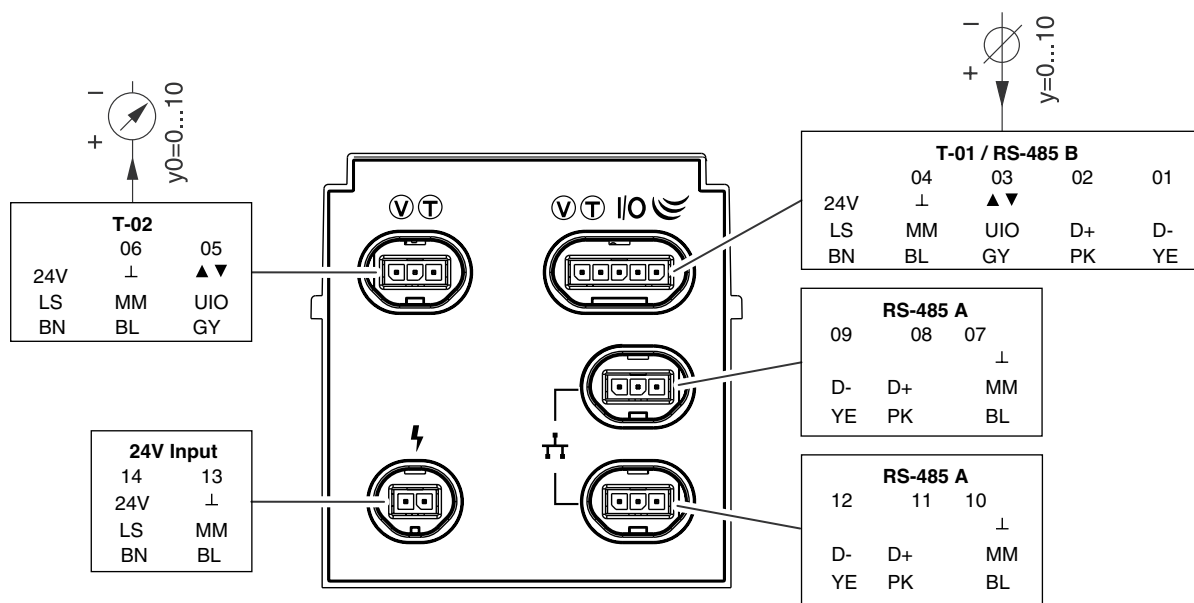 − + y0=0...10
− + y=0...10
T-02
06 05
24V ⊥ ▲▼
LS MM UIO
BN BL GY
V T
V T I/O
T-01 / RS-485 B
04 03 02 01
24V ⊥ ▲▼
LS MM UIO D+ D-
BN BL GY PK YE
RS-485 A
09 08 07
⊥
D- D+ MM
YE PK BL
24V Input
14 13
24V ⊥
LS MM
BN BL
RS-485 A
12 11 10
⊥
D- D+ MM
YE PK BL